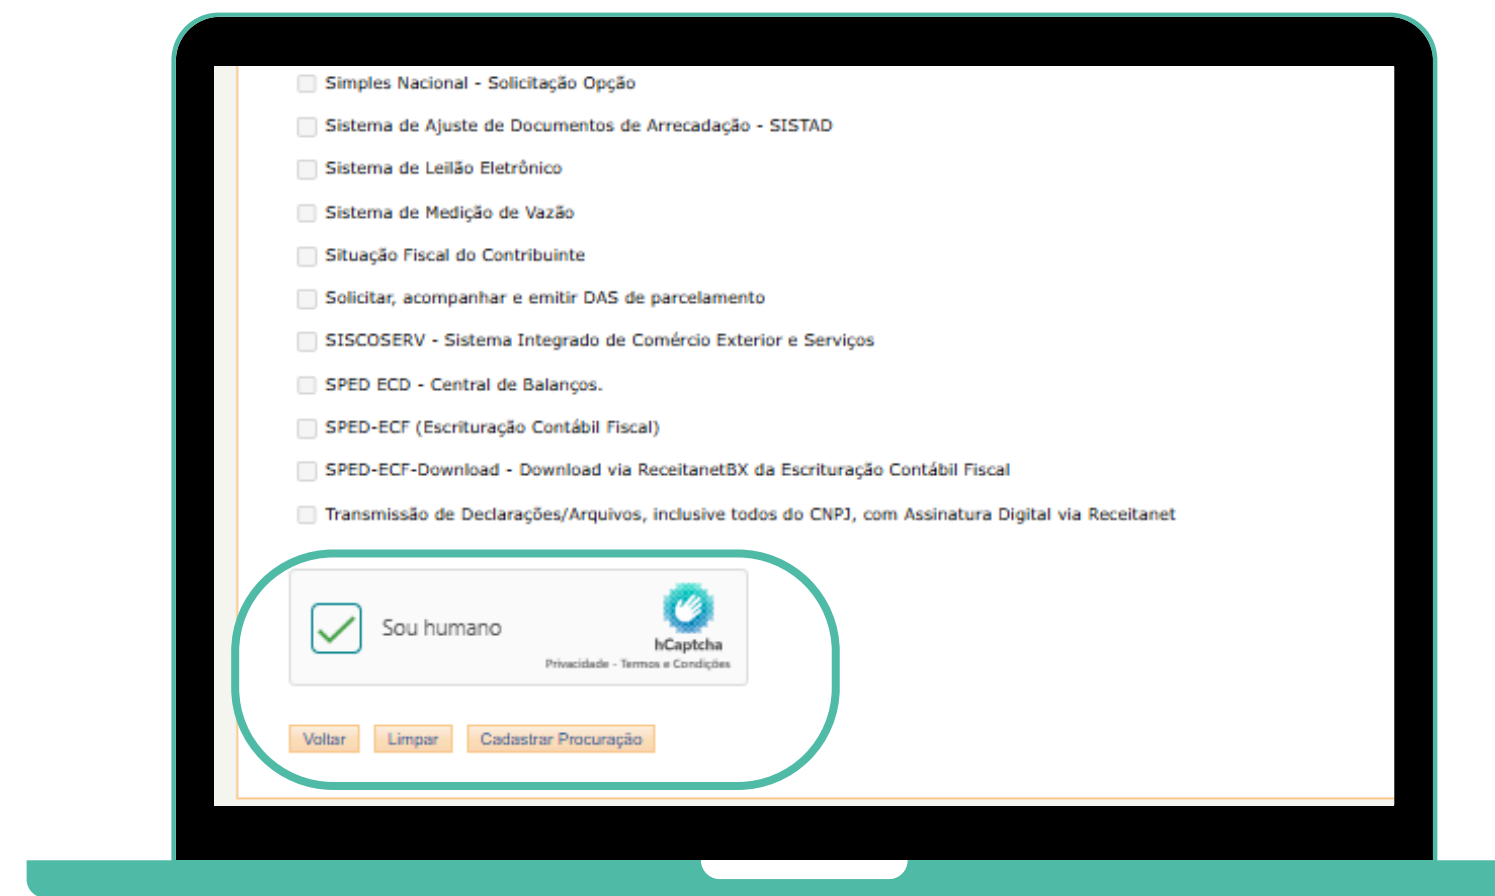 Simples Nacional - Solicitação Opção
Sistema de Ajuste de Documentos de Arrecadação - SISTAD
Sistema de Leilão Eletrônico
Sistema de Medição de Vazão
Situação Fiscal do Contribuinte
Solicitar, acompanhar e emitir DAS de parcelamento
SISCOSERV - Sistema Integrado de Comércio Exterior e Serviços
SPED ECD - Central de Balanços.
SPED-ECF (Escrituração Contábil Fiscal)
SPED-ECF-Download - Download via ReceitanetBX da Escrituração Contábil Fiscal
Transmissão de Declarações/Arquivos, inclusive todos do CNPJ, com Assinatura Digital via Receitanet
Sou humano
hCaptcha
Privacidade - Termos e Condições
Voltar Limpar Cadastrar Procuração